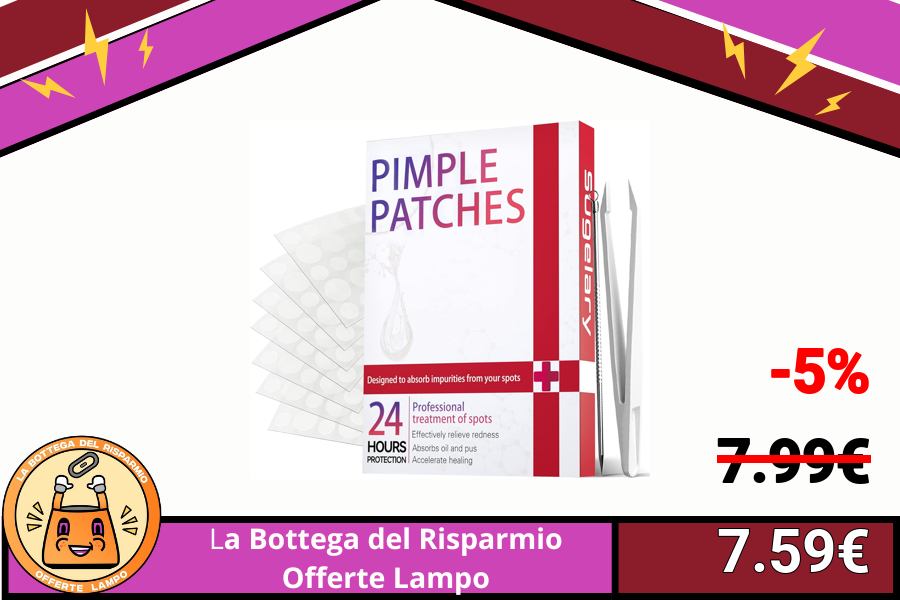 PIMPLE
PATCHES
Sugelary
Designed to absorb impurities from your spots
24
HOURS
PROTECTION
Professional
treatment of spots
Effectively relieve redness
Absorbs oil and pus
Accelerate healing
-5%
7.99€
7.59€
LA BOTTEGA DEL RISPARMIO
OFFERTE LAMPO
La Bottega del Risparmio
Offerte Lampo